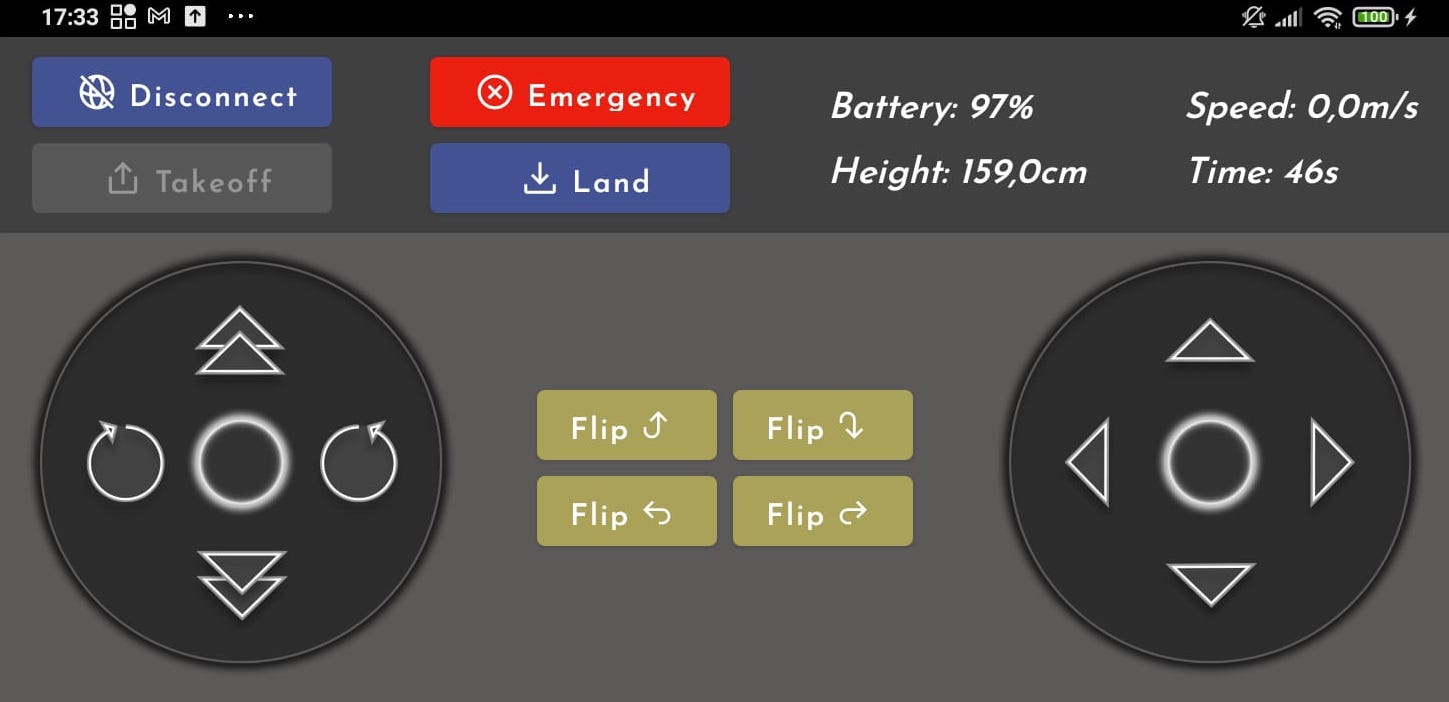 17:33
100
Disconnect
Emergency
Battery: 97%
Speed: 0,0m/s
Takeoff
Land
Height: 159,0cm
Time: 46s
Flip
Flip
Flip
Flip